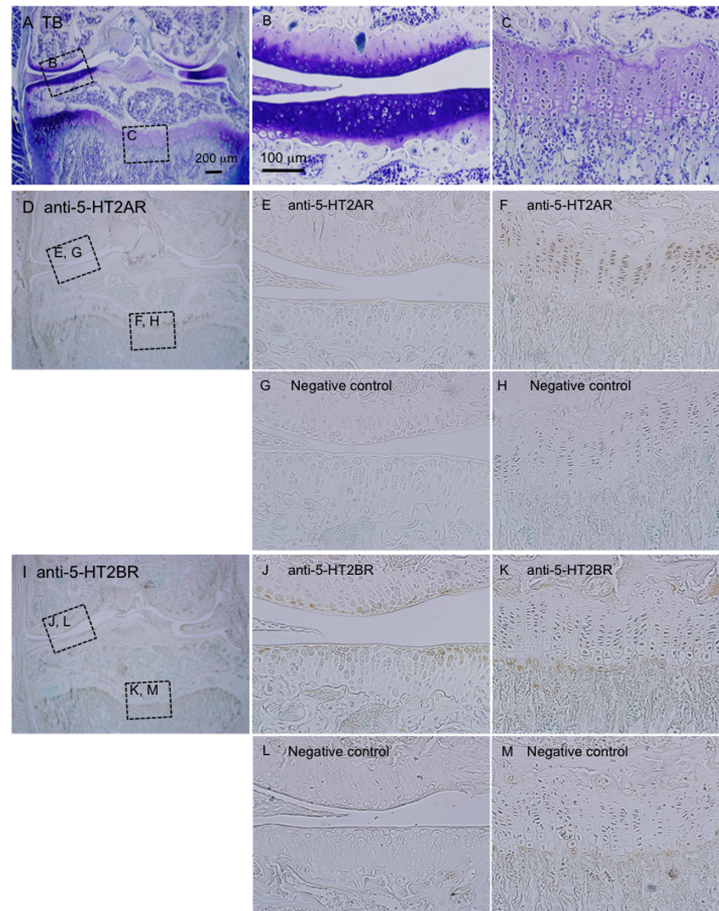 A TB
B
C
B
C
200 μm
100 μm
D anti-5-HT2AR
E anti-5-HT2AR
F anti-5-HT2AR
E, G
F, H
G Negative control
H Negative control
I anti-5-HT2BR
J anti-5-HT2BR
K anti-5-HT2BR
J, L
K, M
L Negative control
M Negative control